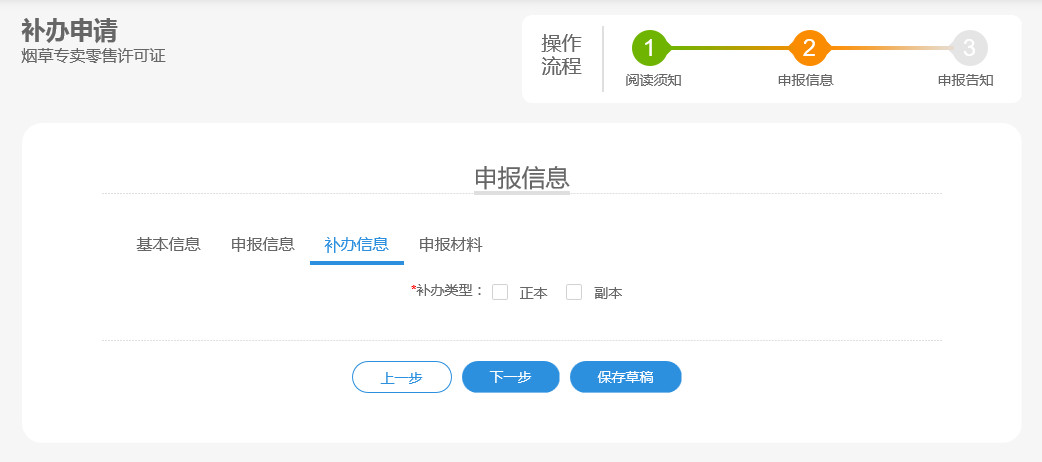 补办申请
烟草专卖零售许可证
操作
流程
1
2
3
阅读须知
申报信息
申报告知
申报信息
基本信息 申报信息 补办信息 申报材料
*补办类型： 正本 副本
上一步 下一步 保存草稿